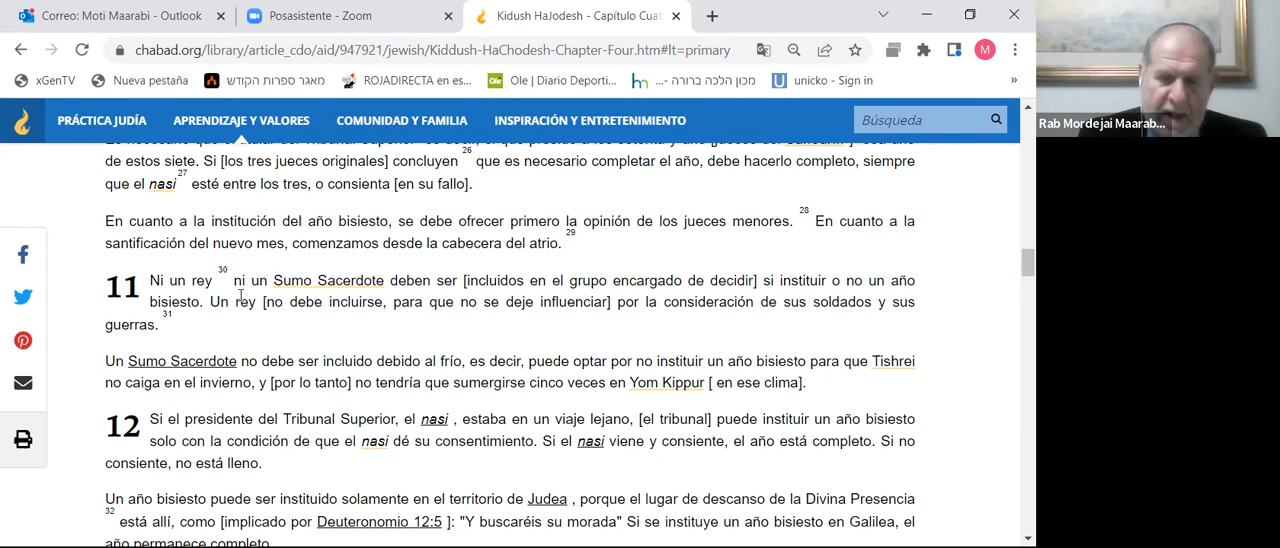 Correo: Moti Maarabi - Outlook
Posasistente - Zoom
Kidush HaJodesh - Capítulo Cuat
chabad.org/library/article_cdo/aid/947921/jewish/Kiddush-HaChodesh-Chapter-Four.htm#lt=primary
M
xGenTV
Nueva pestaña
מאגר ספרות הקודש
ROJADIRECTA en es...
Ole | Diario Deporti...
מכון הלכה ברורה -...
unicko - Sign in
»
PRÁCTICA JUDÍA
APRENDIZAJE Y VALORES
COMUNIDAD Y FAMILIA
INSPIRACIÓN Y ENTRETENIMIENTO
Búsqueda
Rab Mordejai Maarab...
de estos siete. Si [los tres jueces originales] concluyen 26 que es necesario completar el año, debe hacerlo completo, siempre
que el nasi 27 esté entre los tres, o consienta [en su fallo].
En cuanto a la institución del año bisiesto, se debe ofrecer primero la opinión de los jueces menores. 28 En cuanto a la
santificación del nuevo mes, comenzamos desde la cabecera del atrio. 29
11 Ni un rey 30 ni un Sumo Sacerdote deben ser [incluidos en el grupo encargado de decidir] si instituir o no un año
bisiesto. Un rey [no debe incluirse, para que no se deje influenciar] por la consideración de sus soldados y sus
guerras. 31
Un Sumo Sacerdote no debe ser incluido debido al frío, es decir, puede optar por no instituir un año bisiesto para que Tishrei
no caiga en el invierno, y [por lo tanto] no tendría que sumergirse cinco veces en Yom Kippur [ en ese clima].
12 Si el presidente del Tribunal Superior, el nasi , estaba en un viaje lejano, [el tribunal] puede instituir un año bisiesto
solo con la condición de que el nasi dé su consentimiento. Si el nasi viene y consiente, el año está completo. Si no
consiente, no está lleno.
Un año bisiesto puede ser instituido solamente en el territorio de Judea , porque el lugar de descanso de la Divina Presencia
32 está allí, como [implicado por Deuteronomio 12:5 ]: "Y buscaréis su morada" Si se instituye un año bisiesto en Galilea, el
año permanece completo.